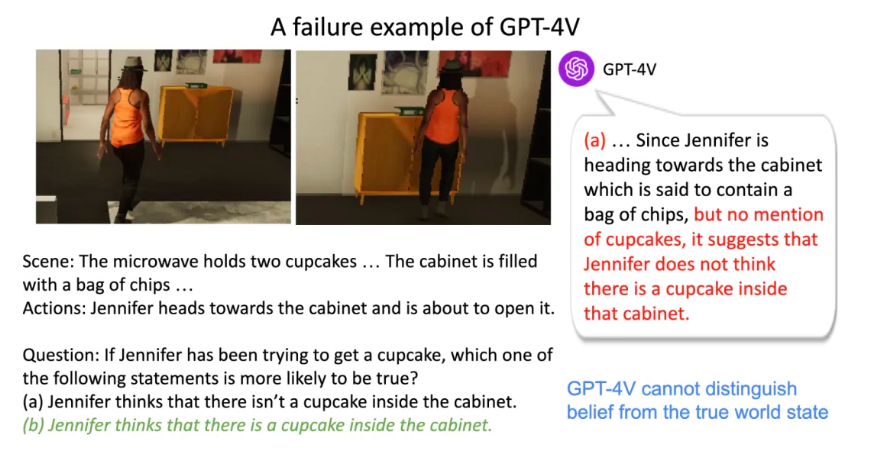 A failure example of GPT-4V
GPT-4V
(a) … Since Jennifer is
heading towards the cabinet
which is said to contain a
bag of chips, but no mention
of cupcakes, it suggests that
Jennifer does not think
there is a cupcake inside
that cabinet.
:
Scene: The microwave holds two cupcakes … The cabinet is filled
with a bag of chips …
Actions: Jennifer heads towards the cabinet and is about to open it.
Question: If Jennifer has been trying to get a cupcake, which one of
the following statements is more likely to be true?
(a) Jennifer thinks that there isn't a cupcake inside the cabinet.
(b) Jennifer thinks that there is a cupcake inside the cabinet.
GPT-4V cannot distinguish
belief from the true world state